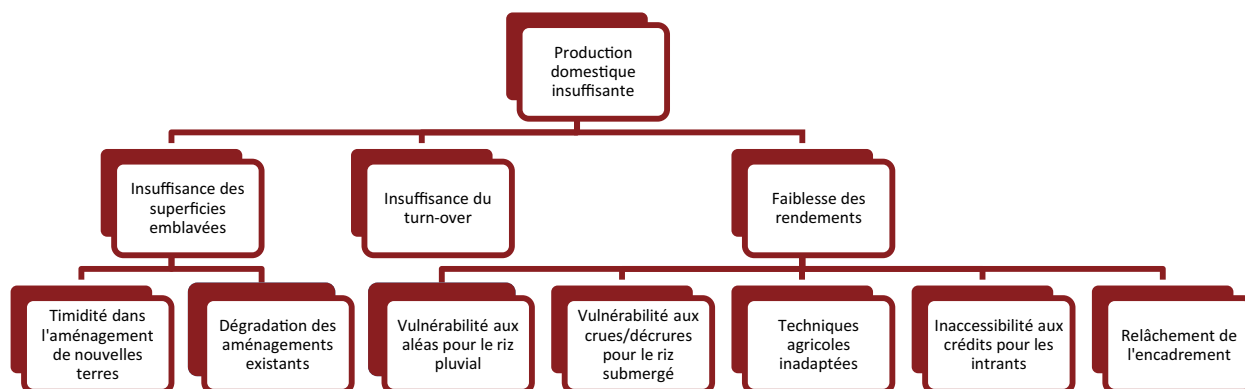 Production
domestique
insuffisante
Insuffisance des
superficies
emblavées
Insuffisance du
turn-over
Faiblesse des
rendements
Timidité dans
l'aménagement
de nouvelles
terres
Dégradation des
aménagements
existants
Vulnérabilité aux
aléas pour le riz
pluvial
Vulnérabilité aux
crues/décrures
pour le riz
submergé
Techniques
agricoles
inadaptées
Inaccessibilité aux
crédits pour les
intrants
Relâchement de
l'encadrement